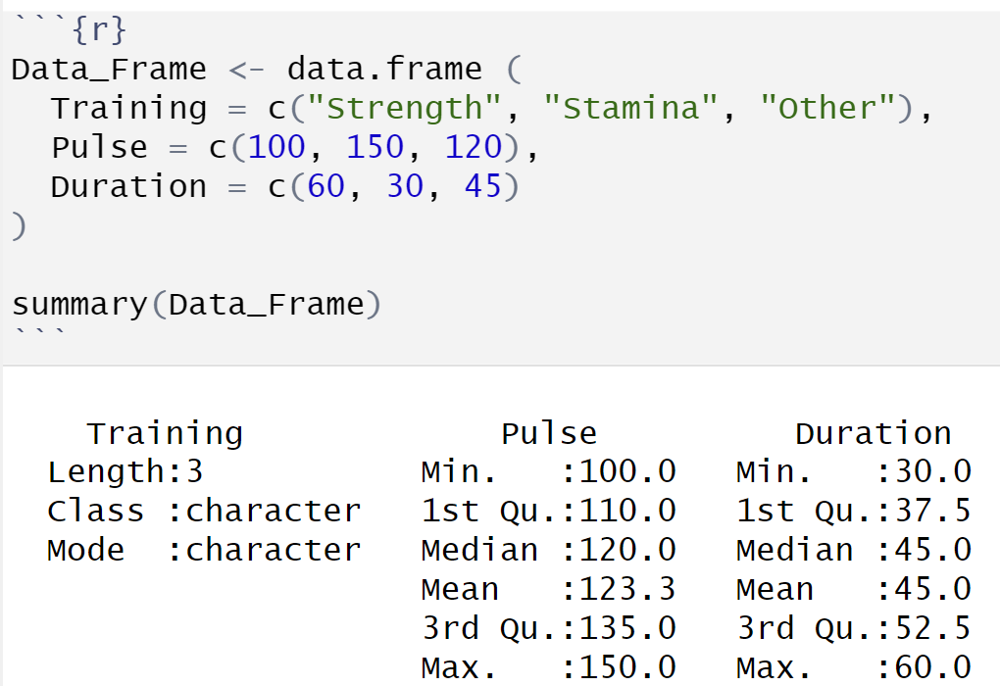 ```{r}
Data_Frame <- data.frame (
  Training = c("Strength", "Stamina", "Other"),
  Pulse = c(100, 150, 120),
  Duration = c(60, 30, 45)
)

summary(Data_Frame)
```

   Training              Pulse          Duration
 Length:3           Min.   :100.0   Min.   :30.0
 Class :character   1st Qu.:110.0   1st Qu.:37.5
 Mode  :character   Median :120.0   Median :45.0
                    Mean   :123.3   Mean   :45.0
                    3rd Qu.:135.0   3rd Qu.:52.5
                    Max.   :150.0   Max.   :60.0